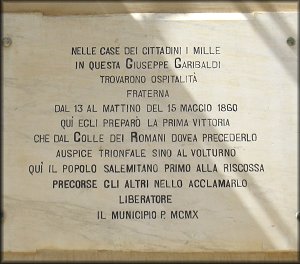 NELLE CASE DEI CITTADINI I MILLE
IN QUESTA GIUSEPPE GARIBALDI
TROVARONO OSPITALITÀ
FRATERNA
DAL 13 AL MATTINO DEL 15 MAGGIO 1860
QUÌ EGLI PREPARÒ LA PRIMA VITTORIA
CHE DAL COLLE DEI ROMANI DOVEA PRECEDERLO
AUSPICE TRIONFALE SINO AL VOLTURNO
QUÌ IL POPOLO SALEMITANO PRIMO ALLA RISCOSSA
PRECORSE GLI ALTRI NELLO ACCLAMARLO
LIBERATORE
IL MUNICIPIO P. MCMX